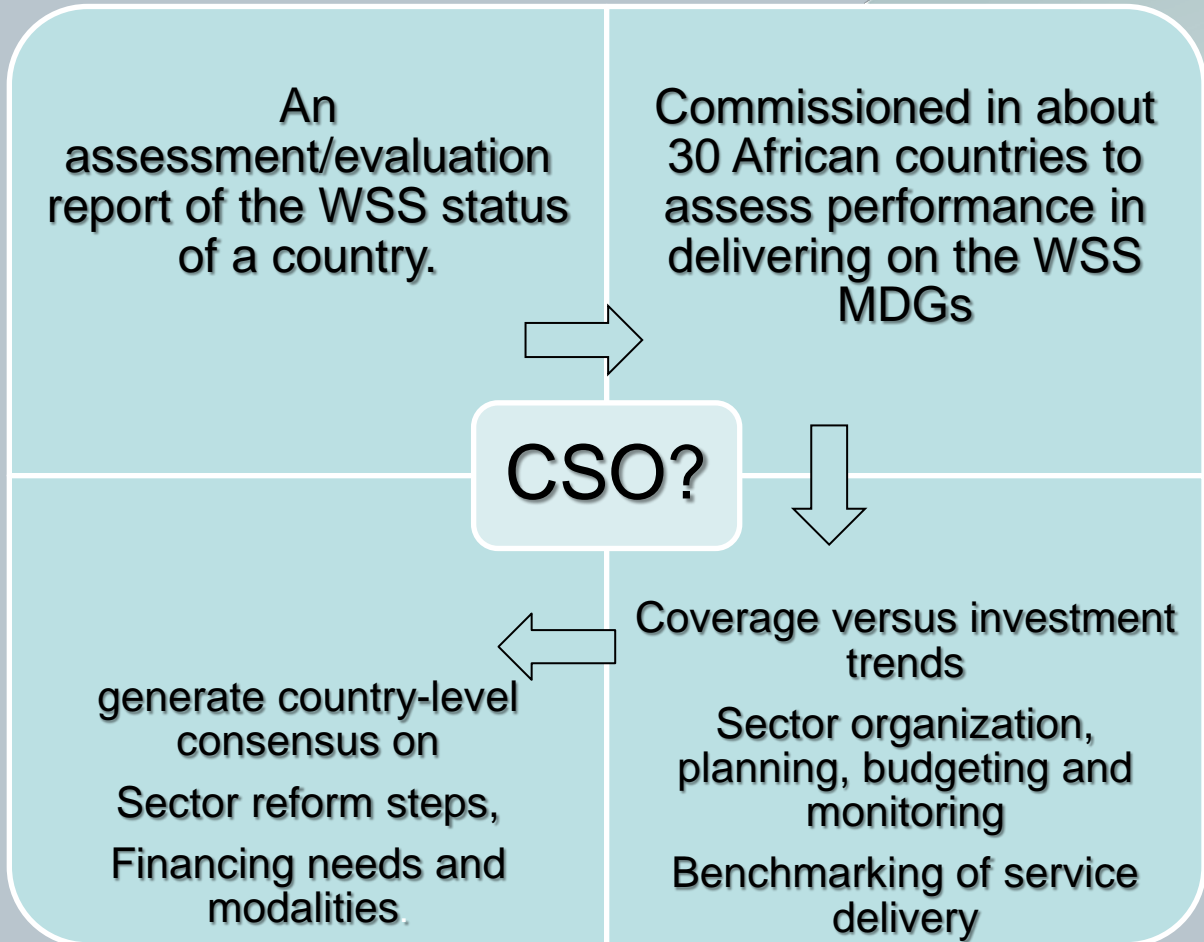 An
assessment/evaluation
report of the WSS status
of a country.
Commissioned in about
30 African countries to
assess performance in
delivering on the WSS
MDGs
CSO?
Coverage versus investment
trends
Sector organization,
planning, budgeting and
monitoring
Benchmarking of service
delivery
generate country-level
consensus on
Sector reform steps,
Financing needs and
modalities.